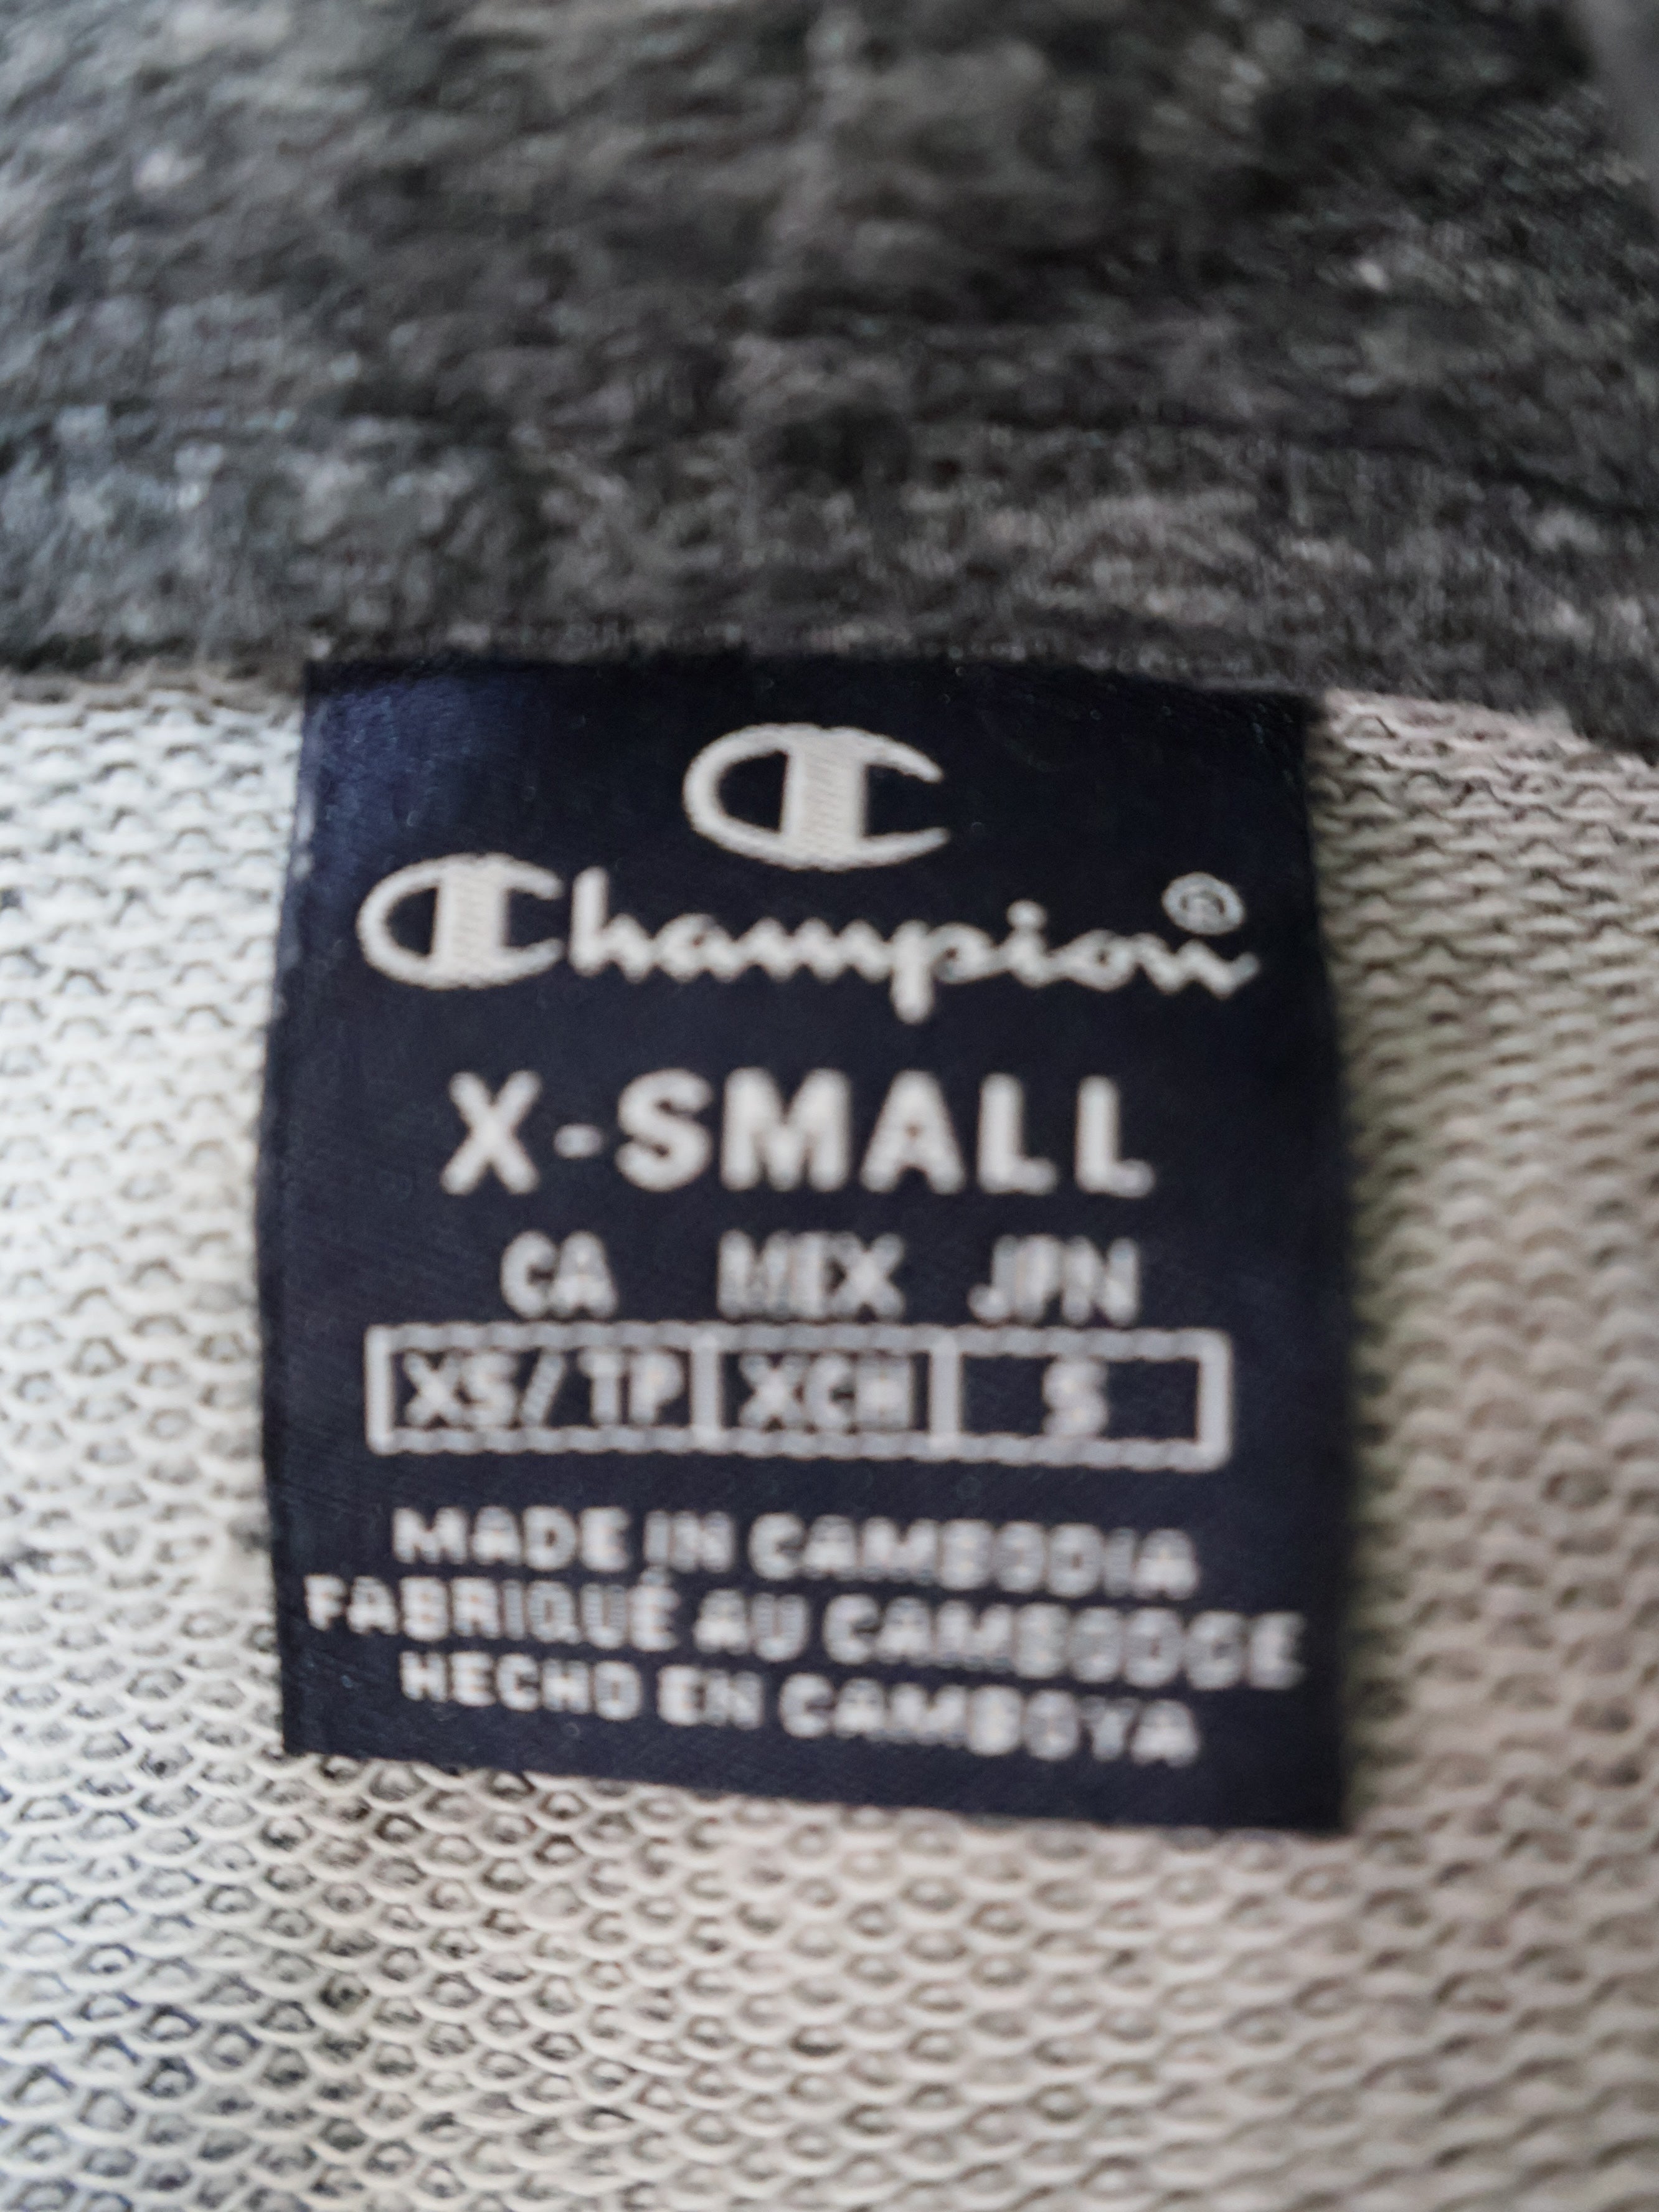 Champion®
X-SMALL
CA MEX JPN
XS/TP XCH S
MADE IN CAMBODIA
FABRIQUÉ AU CAMBODGE
HECHO EN CAMBOYA